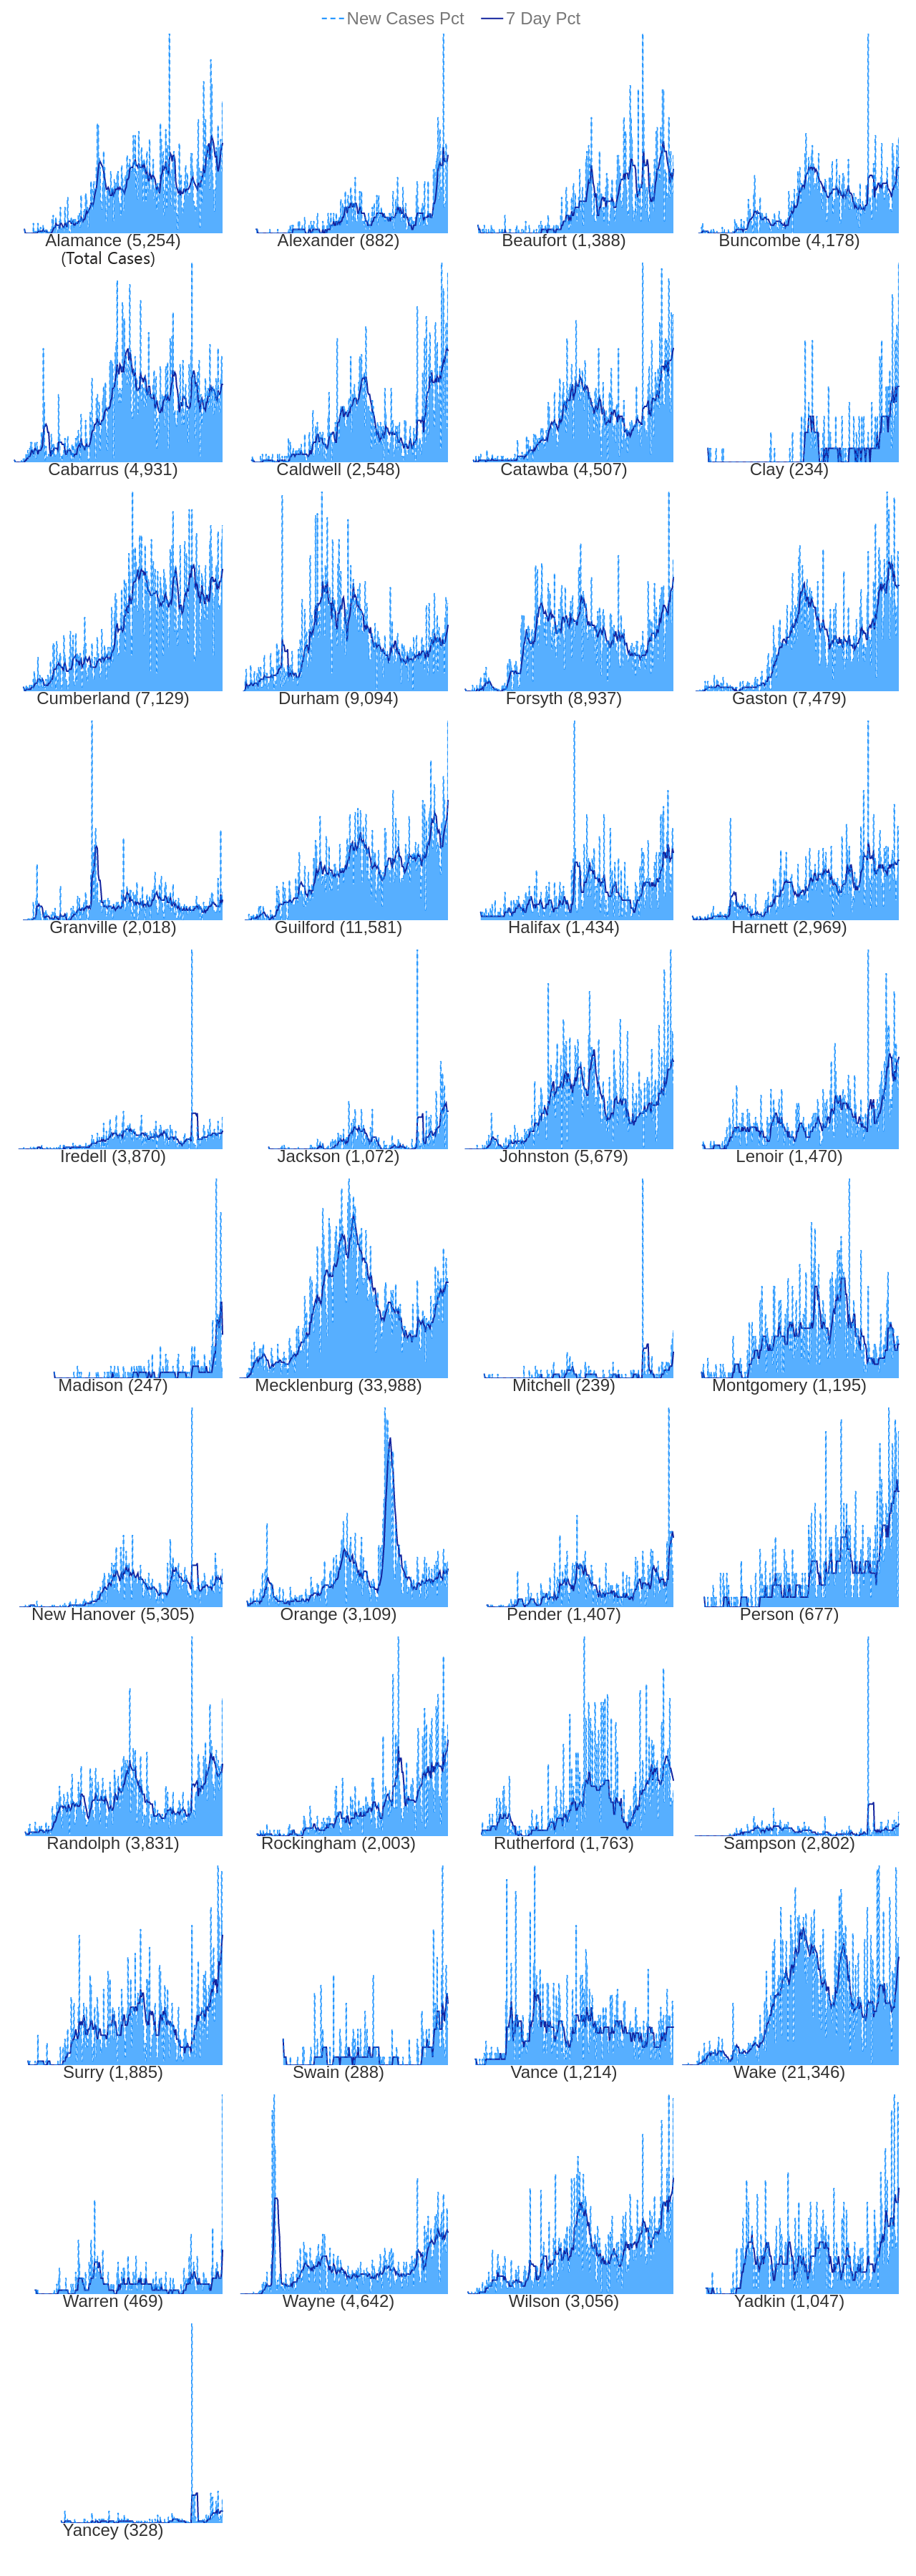 New Cases Pct 7 Day Pct
Alamance (5,254) Alexander (882) Beaufort (1,388) Buncombe (4,178)
(Total Cases)
Cabarrus (4,931) Caldwell (2,548) Catawba (4,507) Clay (234)
Cumberland (7,129) Durham (9,094) Forsyth (8,937) Gaston (7,479)
Granville (2,018) Guilford (11,581) Halifax (1,434) Harnett (2,969)
Iredell (3,870) Jackson (1,072) Johnston (5,679) Lenoir (1,470)
Madison (247) Mecklenburg (33,988) Mitchell (239) Montgomery (1,195)
New Hanover (5,305) Orange (3,109) Pender (1,407) Person (677)
Randolph (3,831) Rockingham (2,003) Rutherford (1,763) Sampson (2,802)
Surry (1,885) Swain (288) Vance (1,214) Wake (21,346)
Warren (469) Wayne (4,642) Wilson (3,056) Yadkin (1,047)
Yancey (328)